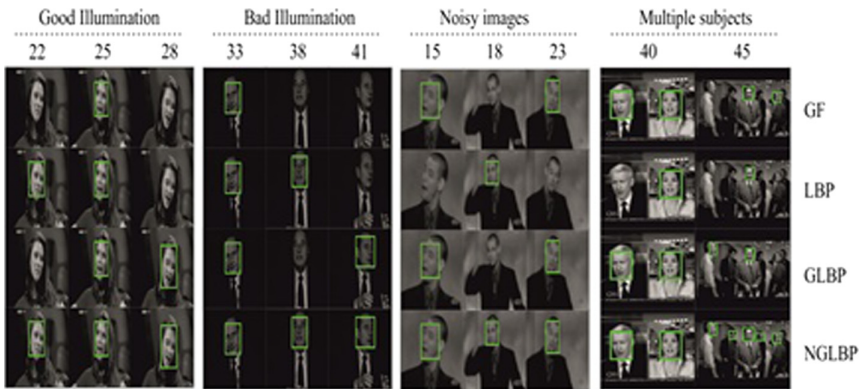 Good Illumination Bad Illumination Noisy images Multiple subjects
22 25 28 33 38 41 15 18 23 40 45
GF
LBP
GLBP
NGLBP